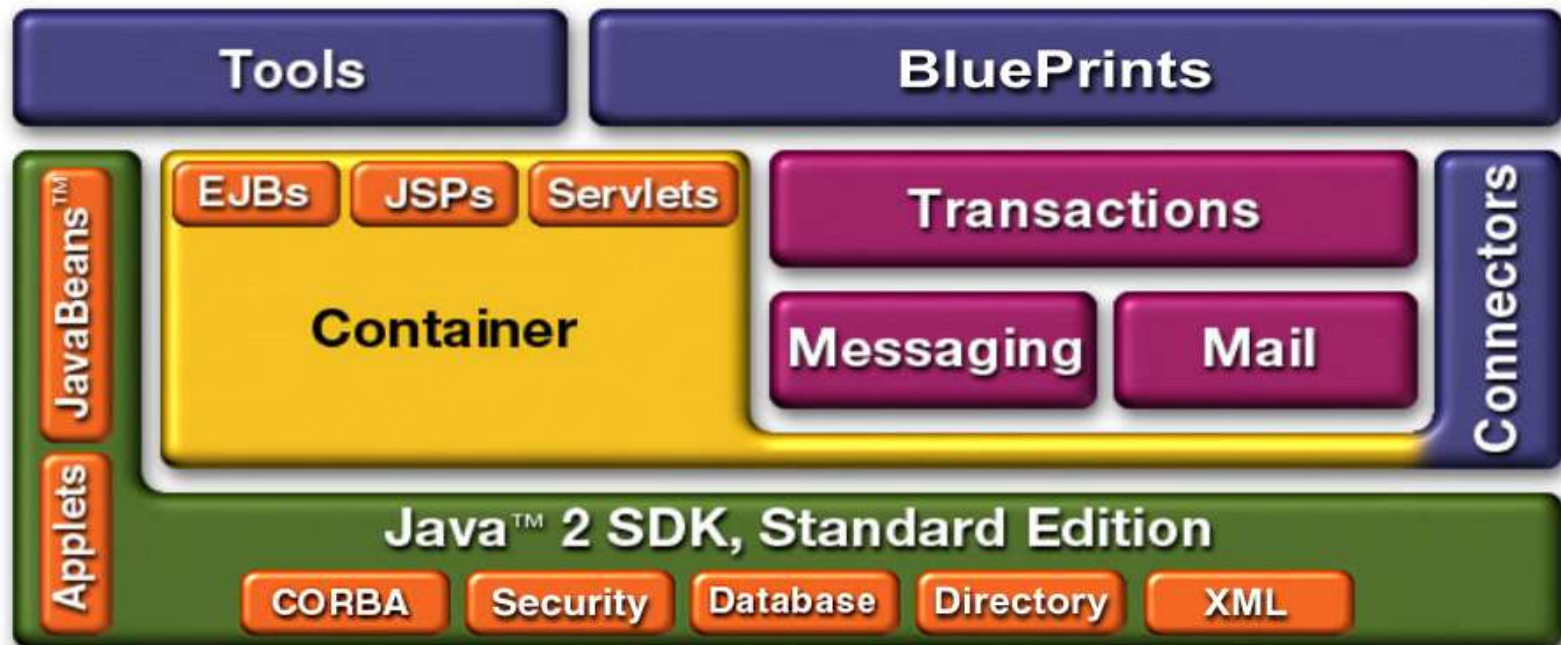 Tools
BluePrints
JavaBeans™
Applets
EJBs
JSPs
Servlets
Container
Transactions
Messaging
Mail
Connectors
Java™ 2 SDK, Standard Edition
CORBA
Security
Database
Directory
XML